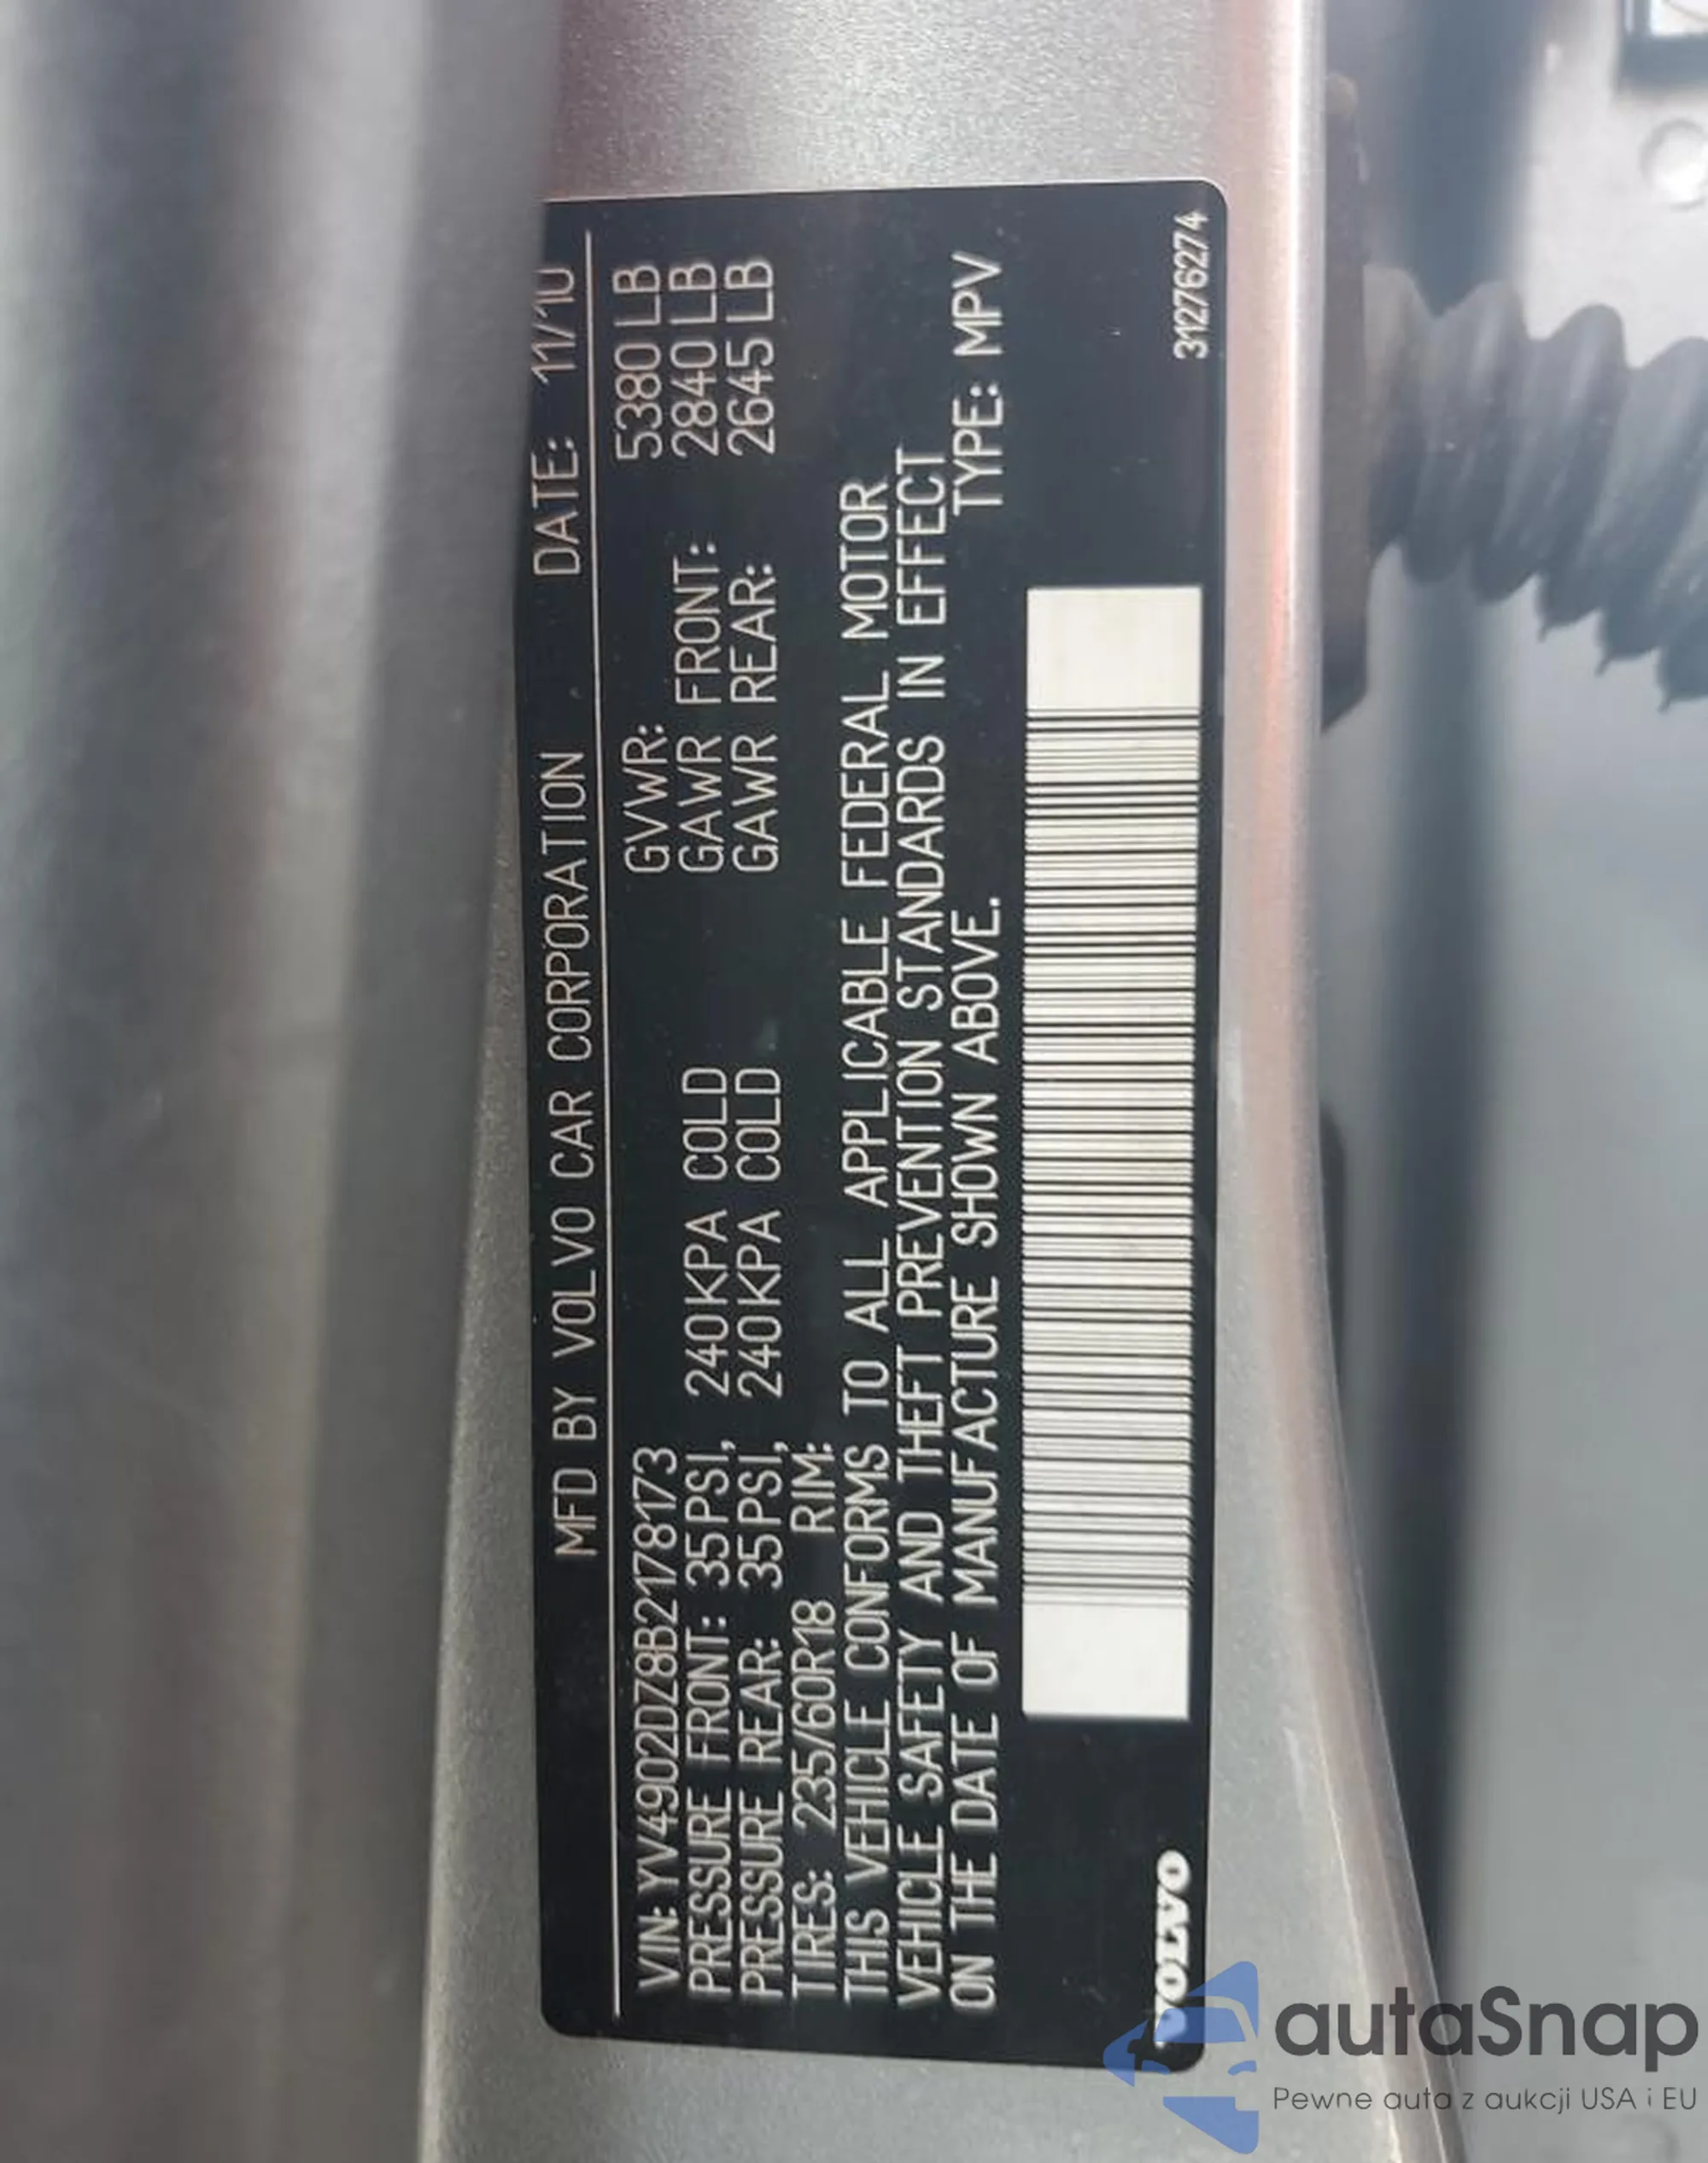 MFD BY VOLVO CAR CORPORATION DATE: 11/10
VIN: YV4902DZ8B2178173 GVWR: 5380 LB
PRESSURE FRONT: 35PSI, 240KPA COLD GAWR FRONT: 2840 LB
PRESSURE REAR: 35PSI, 240KPA COLD GAWR REAR: 2645 LB
TIRES: 235/60R18 RIM:
THIS VEHICLE CONFORMS TO ALL APPLICABLE FEDERAL MOTOR
VEHICLE SAFETY AND THEFT PREVENTION STANDARDS IN EFFECT
ON THE DATE OF MANUFACTURE SHOWN ABOVE. TYPE: MPV
VOLVO 31276274
autaSnap
Pewne auta z aukcji USA i EU